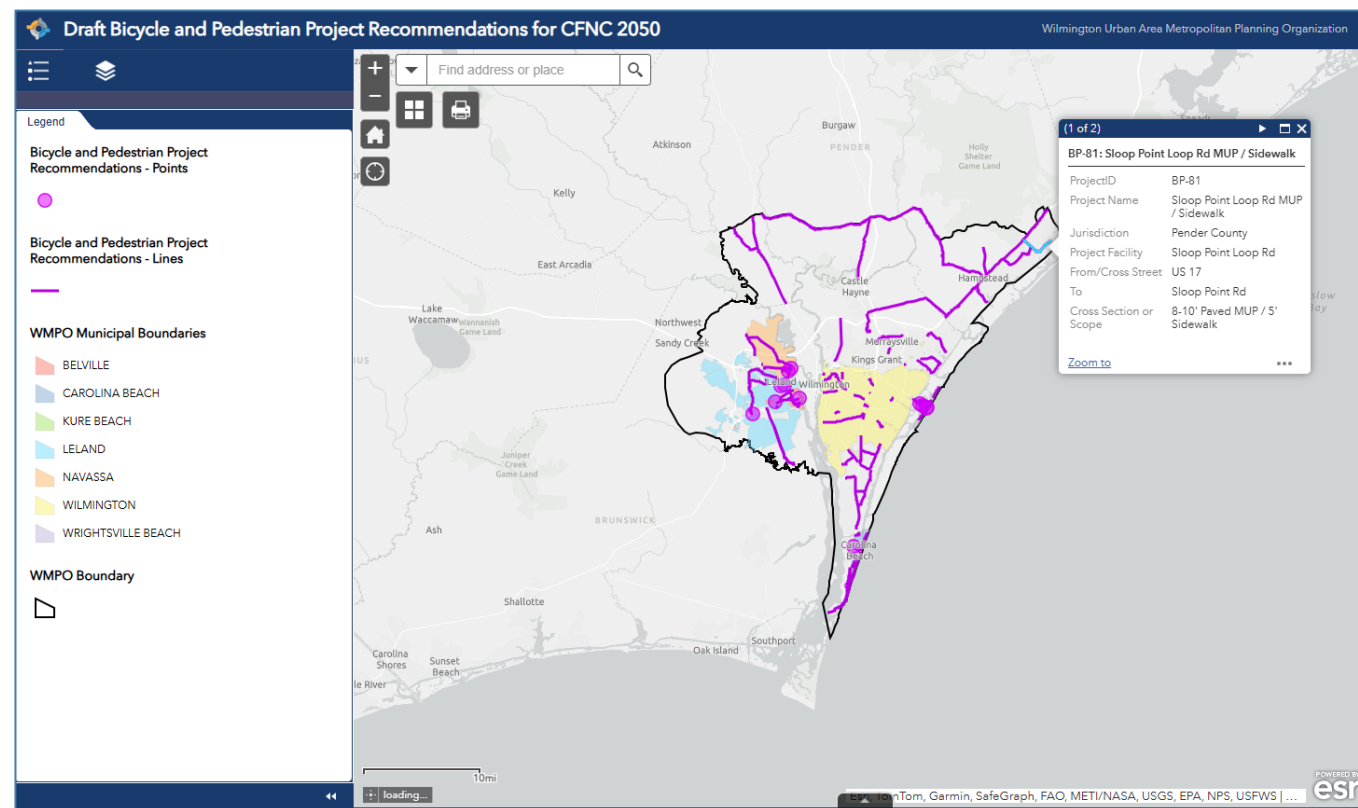 Draft Bicycle and Pedestrian Project Recommendations for CFNC 2050
Wilmington Urban Area Metropolitan Planning Organization
Legend
Bicycle and Pedestrian Project
Recommendations - Points
Bicycle and Pedestrian Project
Recommendations - Lines
WMPO Municipal Boundaries
BELVILLE
CAROLINA BEACH
KURE BEACH
LELAND
NAVASSA
WILMINGTON
WRIGHTSVILLE BEACH
WMPO Boundary
+
−
Find address or place
(1 of 2)
BP-81: Sloop Point Loop Rd MUP / Sidewalk
ProjectID BP-81
Project Name Sloop Point Loop Rd MUP
/ Sidewalk
Jurisdiction Pender County
Project Facility Sloop Point Loop Rd
From/Cross Street US 17
To Sloop Point Rd
Cross Section or 8-10' Paved MUP / 5'
Scope Sidewalk
Zoom to
Burgaw
PENDER
Atkinson
Holly
Shelter
Game Land
Kelly
East Arcadia
Castle
Hayne
Hampstead
Lake
Waccamaw
Wannanish
Game Land
Northwest
Sandy Creek
Murraysville
Kings Grant
Leland
Wilmington
Juniper
Creek
Game Land
BRUNSWICK
Ash
Carolina
Beach
Shallotte
Southport
Oak Island
Carolina
Shores
Sunset
Beach
le River
10mi
loading...
Esri, TomTom, Garmin, SafeGraph, FAO, METI/NASA, USGS, EPA, NPS, USFWS | ...
POWERED BY
esri